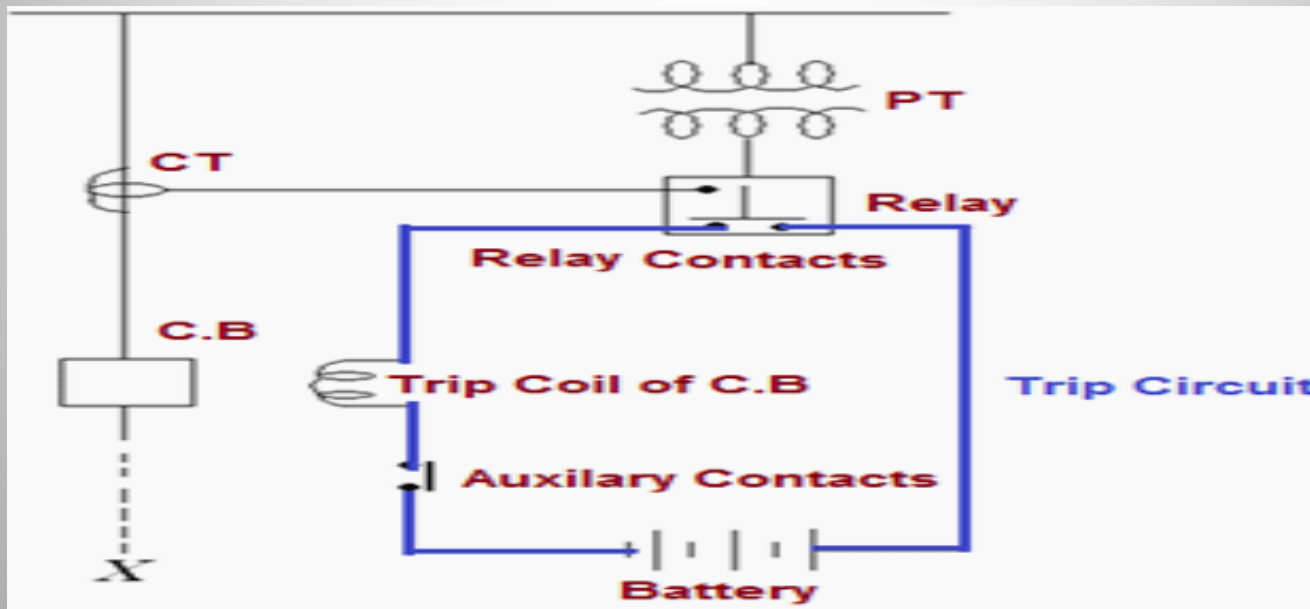 PT
CT
Relay
Relay Contacts
C.B
Trip Coil of C.B
Trip Circuit
Auxilary Contacts
X
Battery